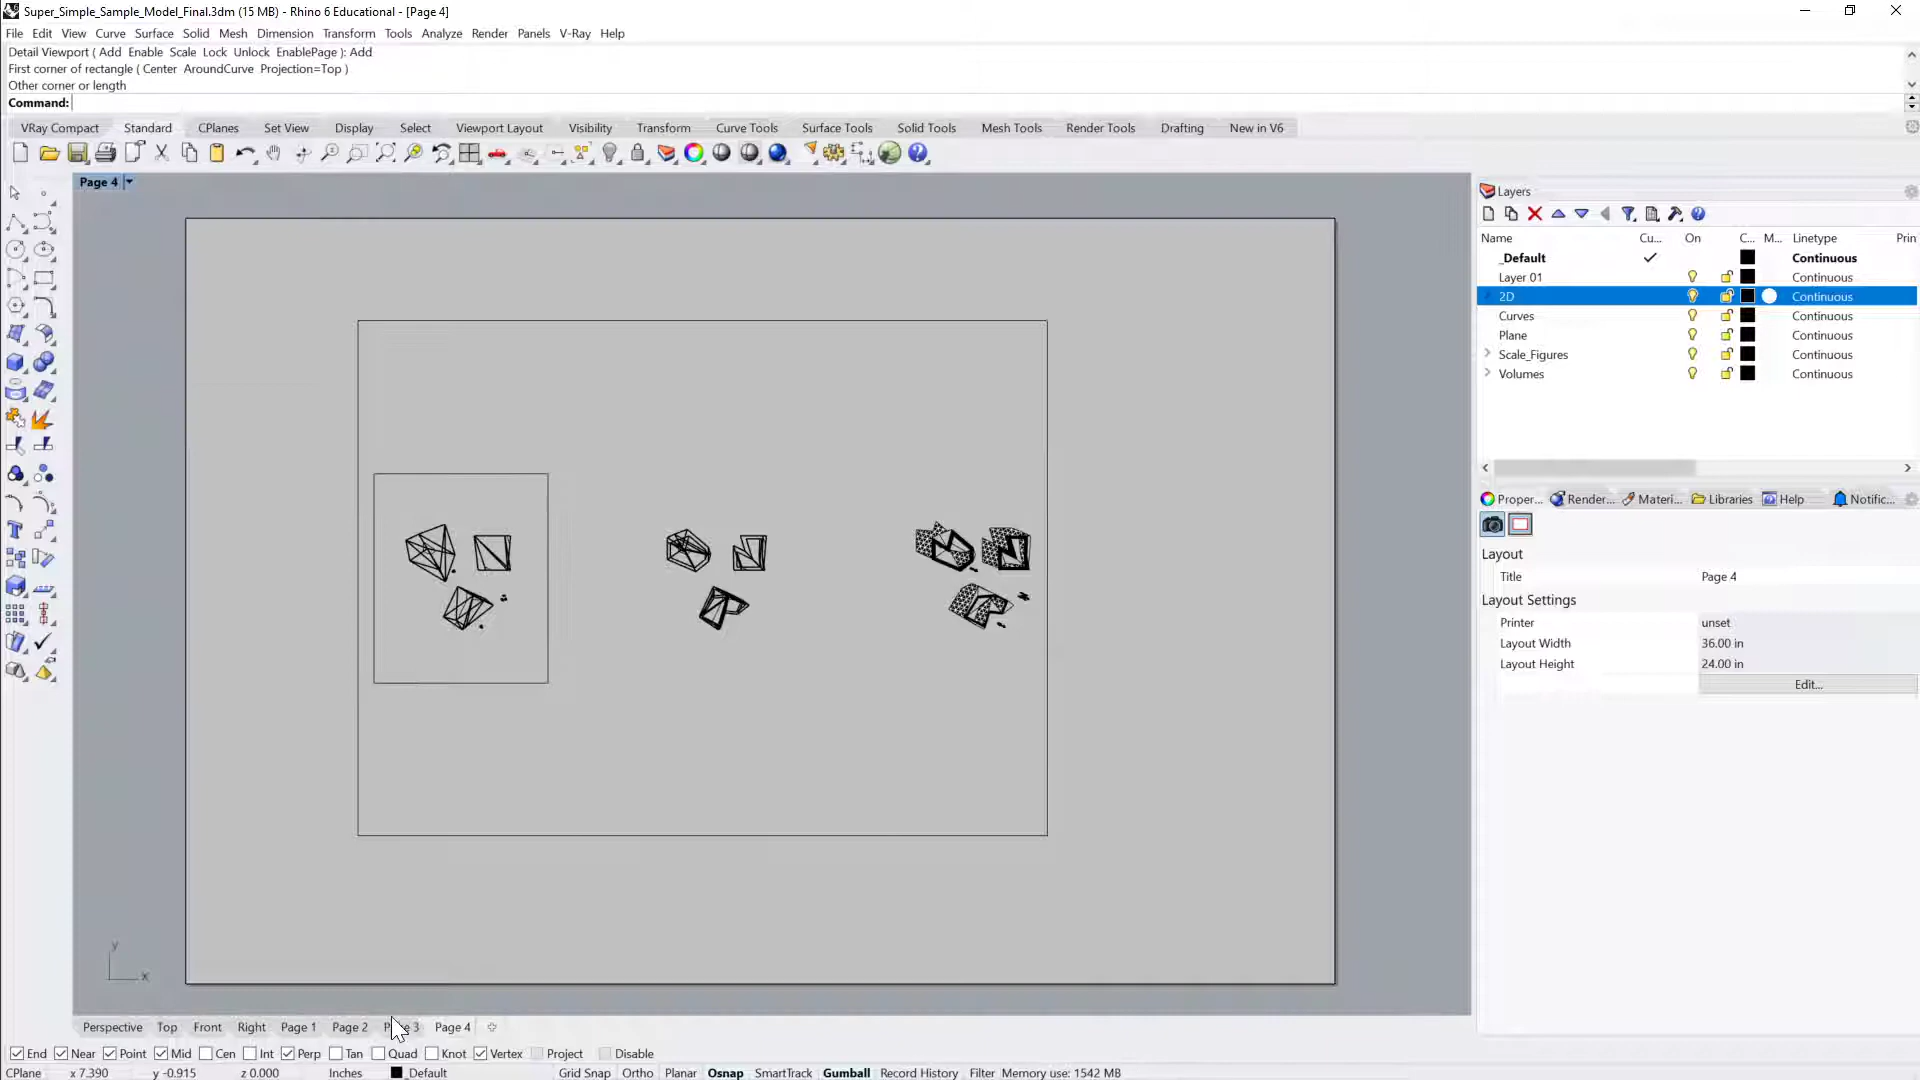 Super_Simple_Sample_Model_Final.3dm (15 MB) - Rhino 6 Educational - [Page 4]
File Edit View Curve Surface Solid Mesh Dimension Transform Tools Analyze Render Panels V-Ray Help
Detail Viewport ( Add Enable Scale Lock Unlock EnablePage ): Add
First corner of rectangle ( Center AroundCurve Projection=Top )
Other corner or length
Command:
VRay Compact Standard CPlanes Set View Display Select Viewport Layout Visibility Transform Curve Tools Surface Tools Solid Tools Mesh Tools Render Tools Drafting New in V6
Page 4
Layers
Name Cu... On C... M... Linetype Prin
_Default Continuous
Layer 01 Continuous
2D Continuous
Curves Continuous
Plane Continuous
Scale_Figures Continuous
Volumes Continuous
Proper... Render... Materi... Libraries Help Notific...
Layout
Title Page 4
Layout Settings
Printer unset
Layout Width 36.00 in
Layout Height 24.00 in
Edit...
y
x
Perspective Top Front Right Page 1 Page 2 3 Page 4
End Near Point Mid Cen Int Perp Tan Quad Knot Vertex Project Disable
CPlane x 7.390 y -0.915 z 0.000 Inches _Default Grid Snap Ortho Planar Osnap SmartTrack Gumball Record History Filter Memory use: 1542 MB